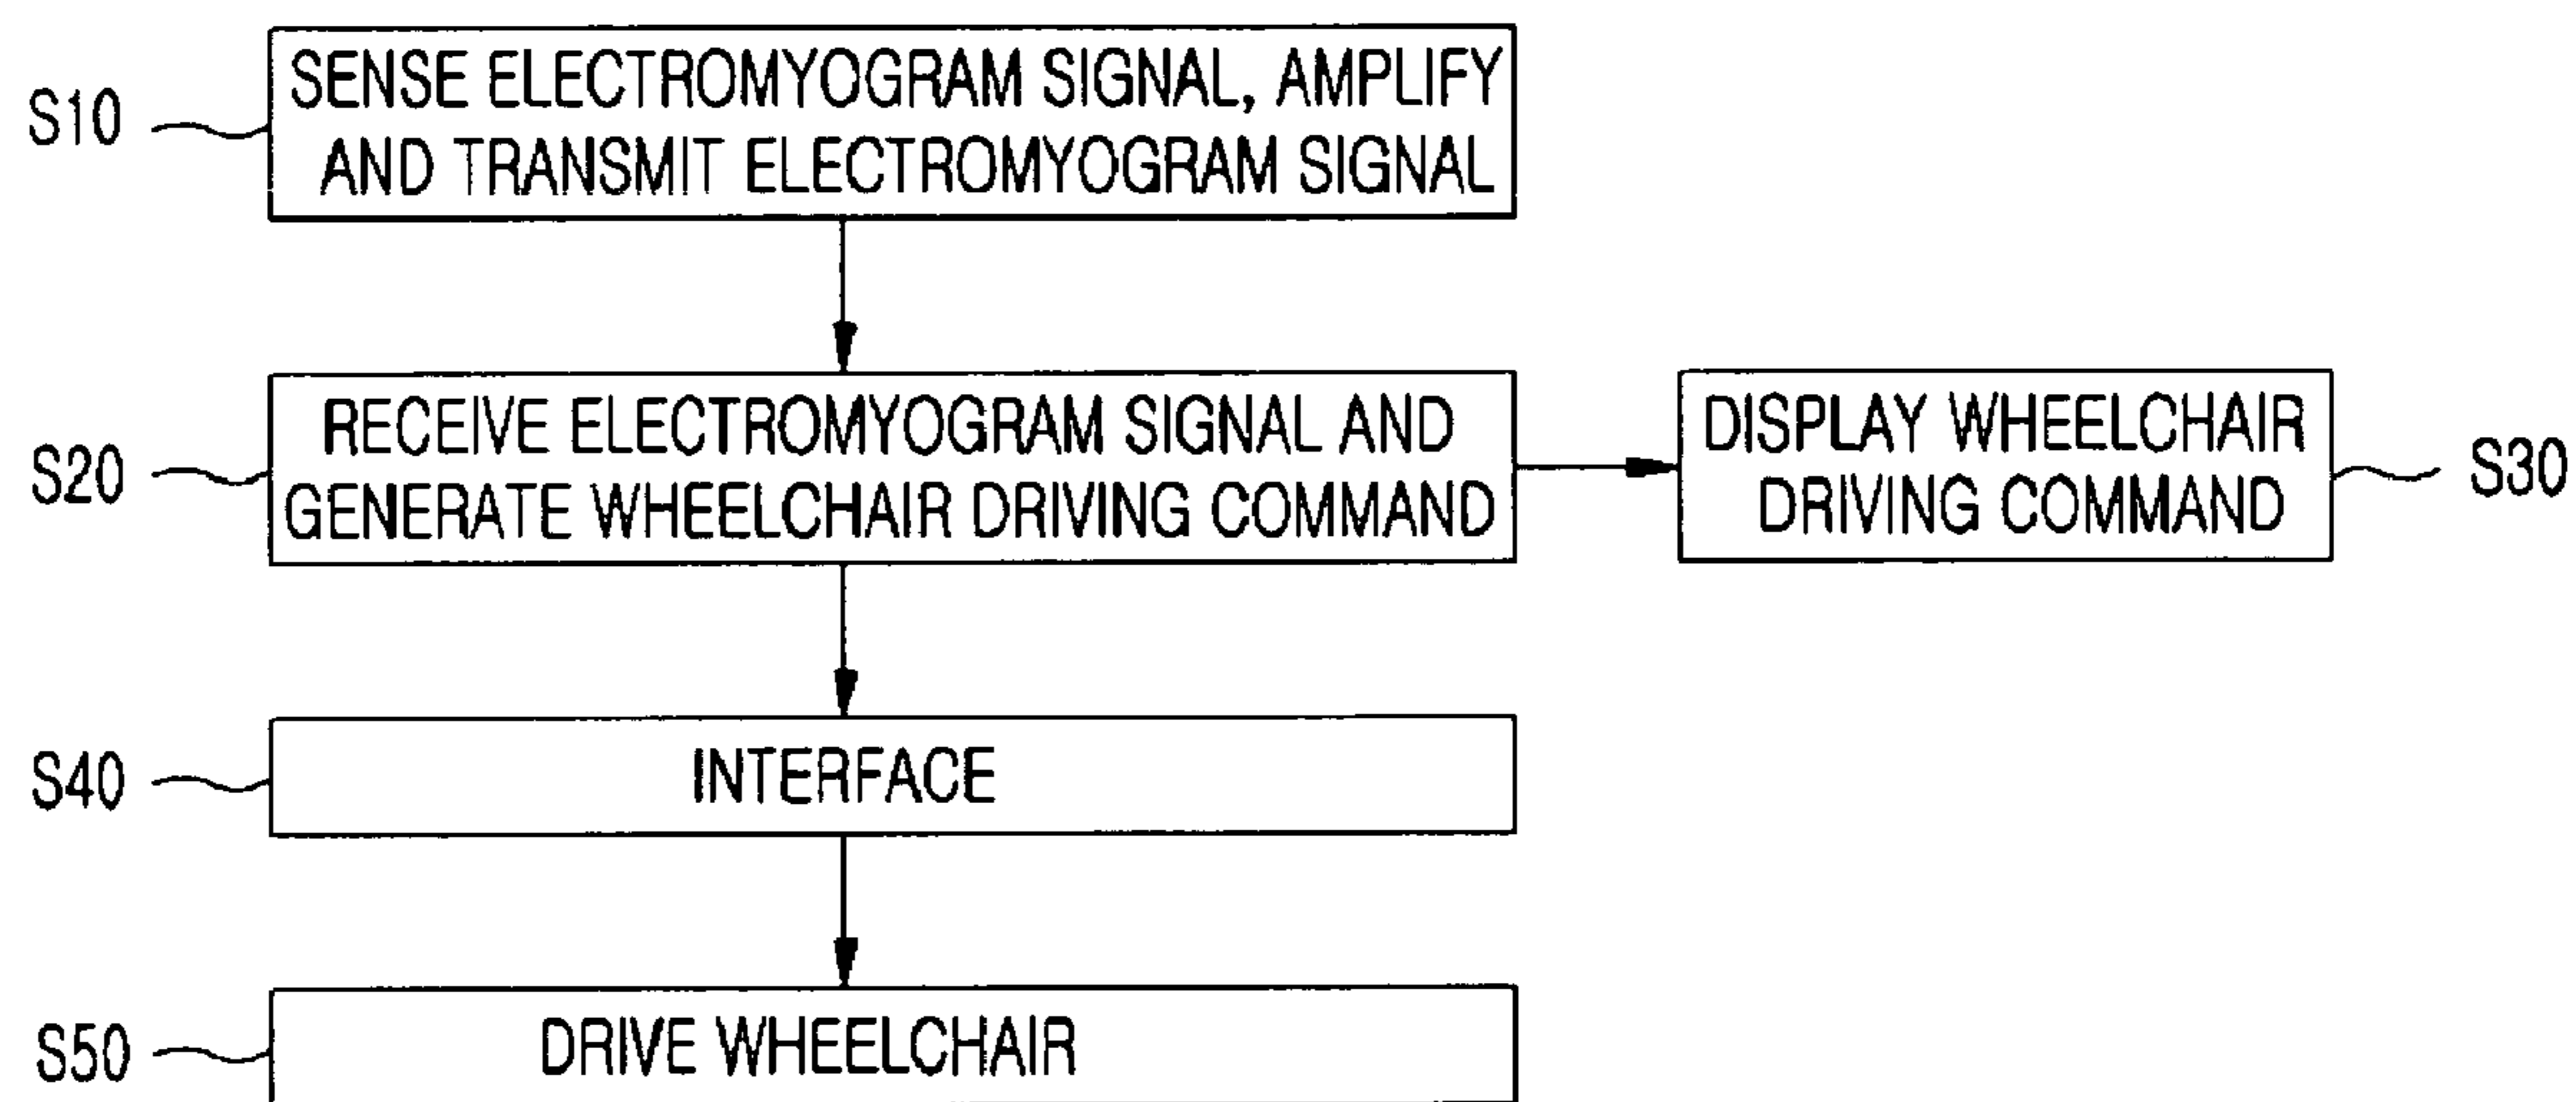 S10
SENSE ELECTROMYOGRAM SIGNAL, AMPLIFY
AND TRANSMIT ELECTROMYOGRAM SIGNAL
S20
RECEIVE ELECTROMYOGRAM SIGNAL AND
GENERATE WHEELCHAIR DRIVING COMMAND
DISPLAY WHEELCHAIR
DRIVING COMMAND
S30
S40
INTERFACE
S50
DRIVE WHEELCHAIR